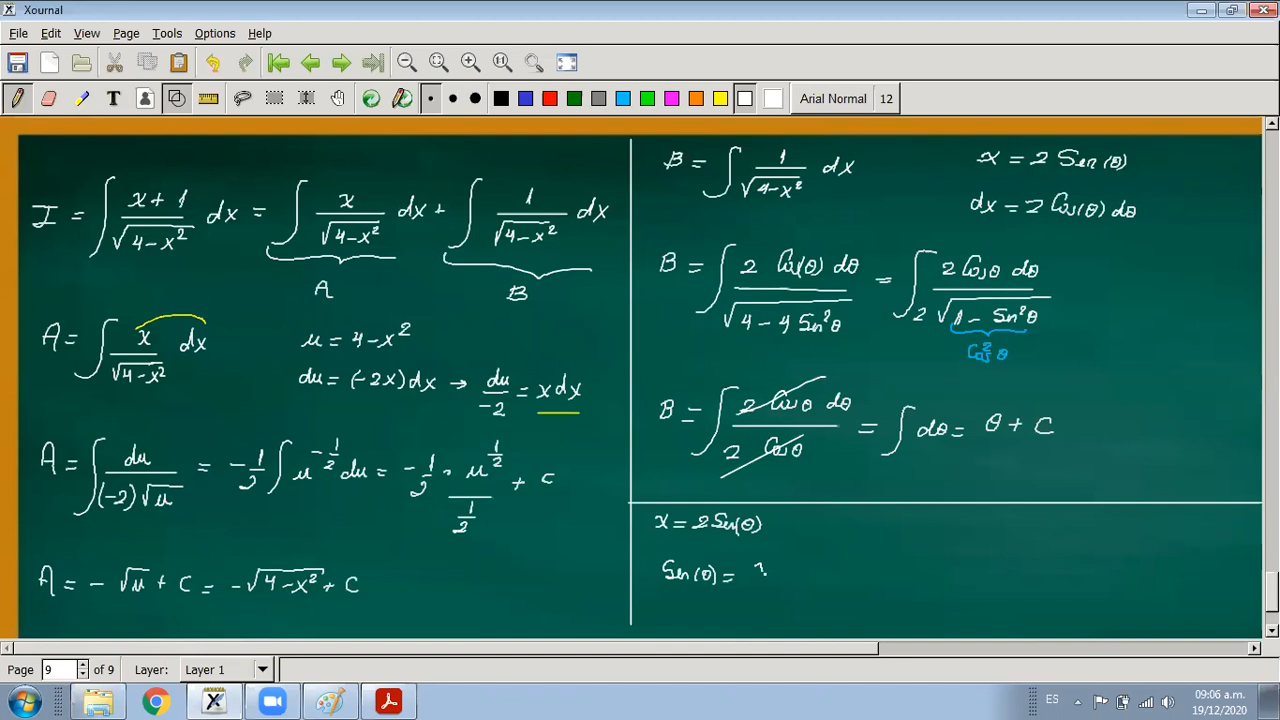 Xournal
File Edit View Page Tools Options Help
Arial Normal 12
I = ∫ x+1/√(4-x²) dx = ∫ x/√(4-x²) dx + ∫ 1/√(4-x²) dx
A B
A = ∫ x/√(4-x²) dx u = 4-x²
du = (-2x)dx → du/-2 = x dx
A = ∫ du/(-2)√u = -1/2 ∫ u^(-1/2) du = -1/2 · u^(1/2)/(1/2) + c
A = -√u + C = -√(4-x²) + C
B = ∫ 1/√(4-x²) dx x = 2 Sen(θ)
dx = 2 Cos(θ) dθ
B = ∫ 2 Cos(θ) dθ/√(4-4 Sen²θ) = ∫ 2 Cosθ dθ/2√(1-Sen²θ)
Cos²θ
B = ∫ 2 Cosθ dθ/2 Cosθ = ∫ dθ = θ + C
x = 2 Sen(θ)
Sen(θ) =
Page 9 of 9 Layer: Layer 1
ES 09:06 a.m.
19/12/2020